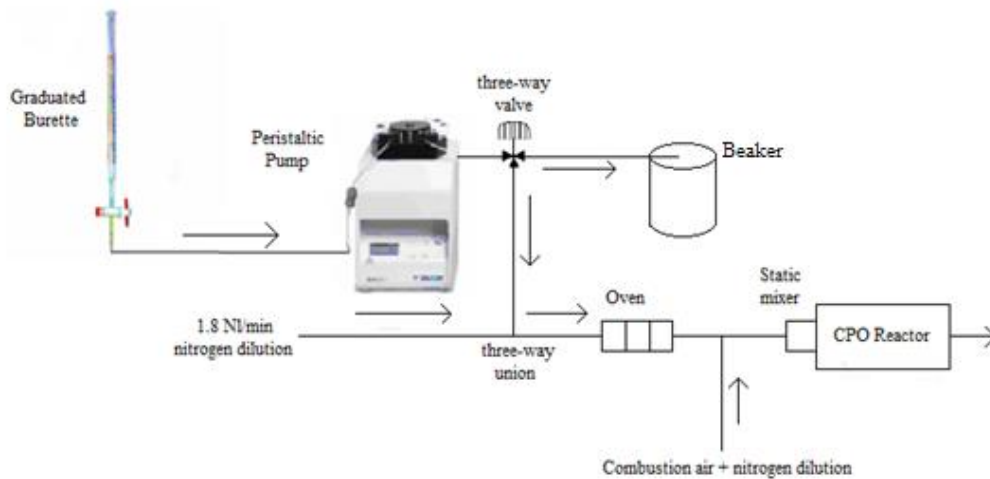 three-way
valve
Graduated
Burette
Peristaltic
Pump
Beaker
Static
mixer
Oven
1.8 Nl/min
nitrogen dilution
CPO Reactor
three-way
union
Combustion air + nitrogen dilution